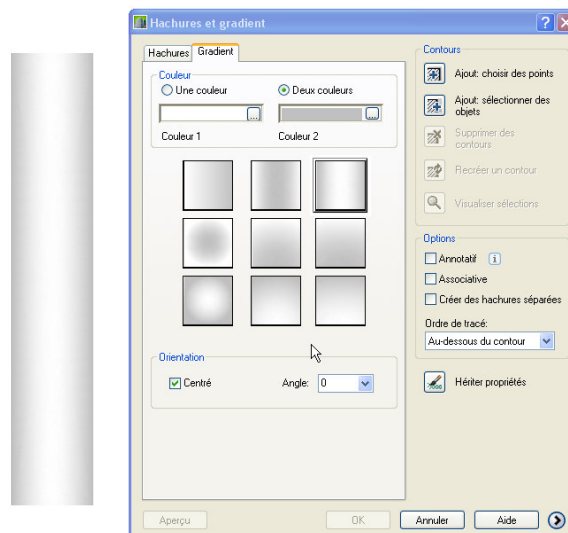 Hachures et gradient
Hachures Gradient
Couleur
Une couleur
Deux couleurs
...
...
Couleur 1
Couleur 2
Orientation
Centré
Angle: 0
Contours
Ajout: choisir des points
Ajout: sélectionner des
objets
Supprimer des
contours
Recréer un contour
Visualiser sélections
Options
Annotatif
i
Associative
Créer des hachures séparées
Ordre de tracé:
Au-dessous du contour
Hériter propriétés
Aperçu
OK
Annuler
Aide